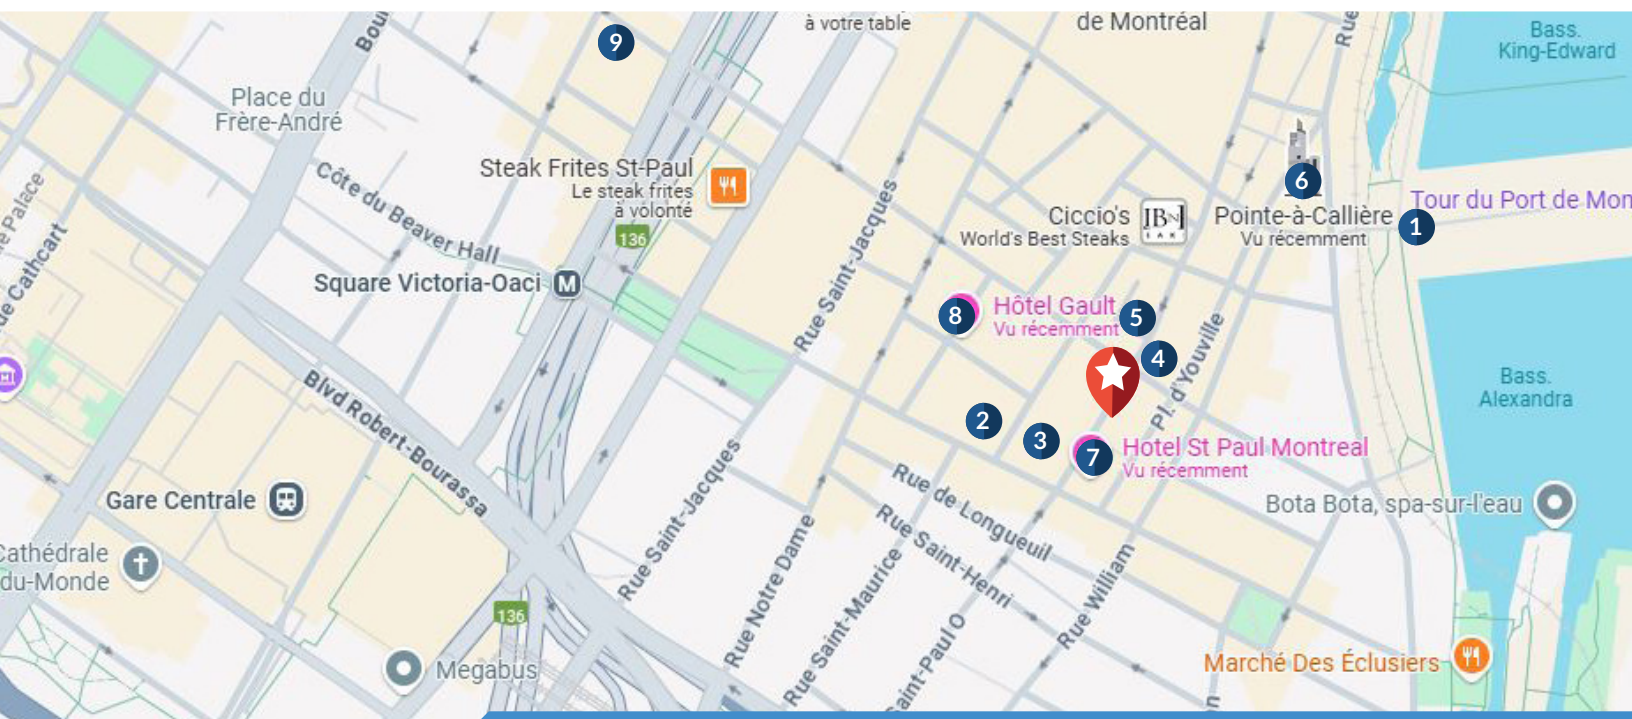 à votre table
de Montréal
Rue
Bass.
King-Edward
9
Place du
Frère-André
Steak Frites St-Paul
Le steak frites
à volonté
Côte du Beaver Hall
136
Square Victoria-Oaci
M
Rue Saint-Jacques
Ciccio's
World's Best Steaks
6
Pointe-à-Callière
Vu récemment
1
Tour du Port de Mon
8
Hôtel Gault
Vu récemment
5
4
Pl. d'Youville
Bass.
Alexandra
2
3
7
Hotel St Paul Montreal
Vu récemment
Palace
de Cathcart
Blvd Robert-Bourassa
Gare Centrale
Cathédrale
du-Monde
136
Megabus
Rue Saint-Jacques
Rue Notre Dame
Rue Saint-Maurice
Rue de Longueuil
Rue Saint-Henri
Saint-Paul O
Rue William
Bota Bota, spa-sur-l'eau
Marché Des Éclusiers